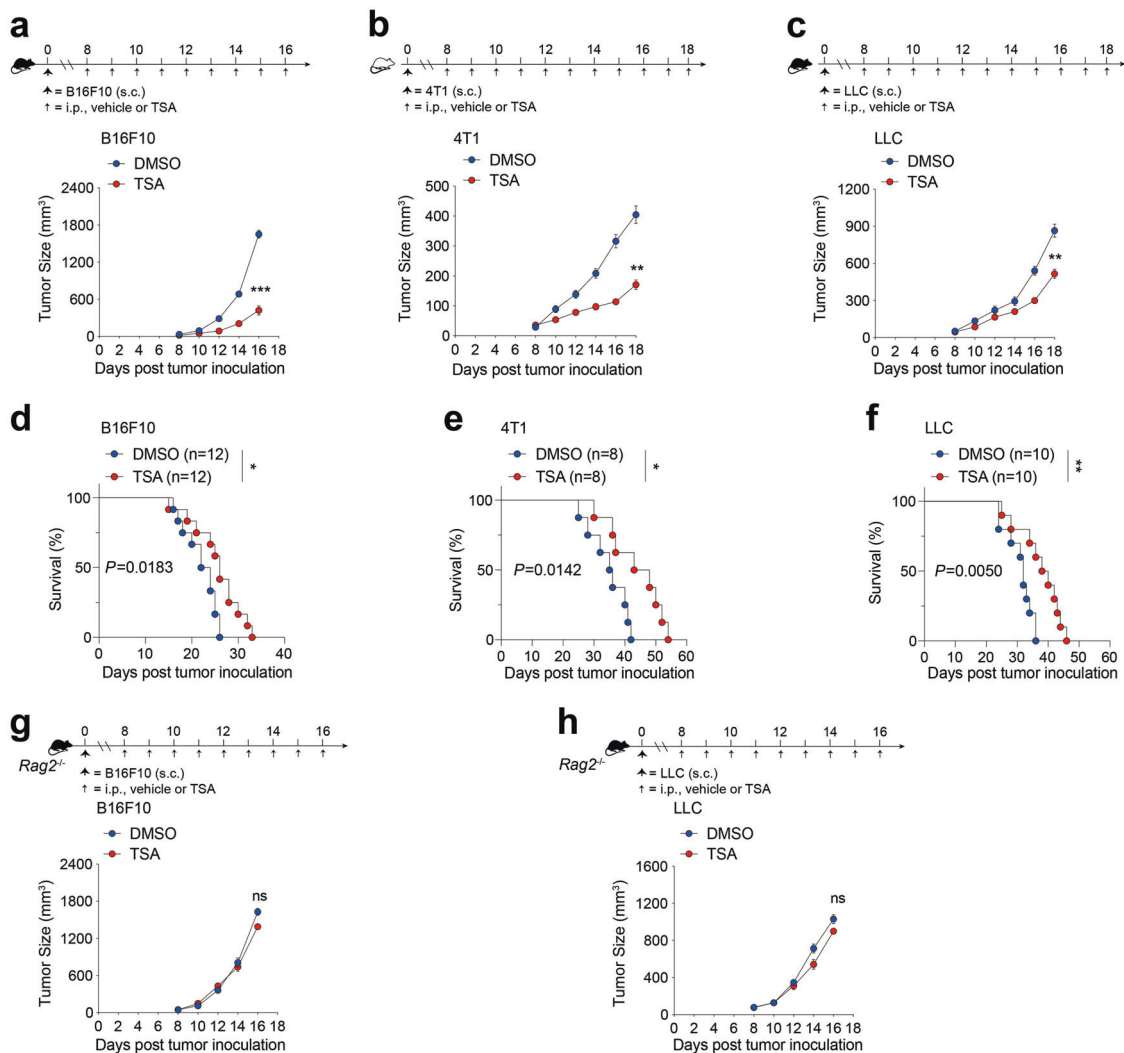 a
0 8 6 8 10 12 14 16
B16F10 (s.c.)
= i.p., vehicle or TSA
B16F10
DMSO
TSA
Tumor Size (mm³)
2400
1800
1200
600
0
***
0 2 4 6 8 10 12 14 16 18
Days post tumor inoculation
b
0 8 6 8 10 12 14 16 18
= 4T1 (s.c.)
= i.p., vehicle or TSA
4T1
DMSO
TSA
Tumor Size (mm³)
500
400
300
200
100
0
**
0 2 4 6 8 10 12 14 16 18
Days post tumor inoculation
c
0 8 6 8 10 12 14 16 18
= LLC (s.c.)
= i.p., vehicle or TSA
LLC
DMSO
TSA
Tumor Size (mm³)
1200
900
600
300
0
**
0 2 4 6 8 10 12 14 16 18
Days post tumor inoculation
d
B16F10
DMSO (n=12)
TSA (n=12)
*
Survival (%)
100
50
0
P=0.0183
0 10 20 30 40
Days post tumor inoculation
e
4T1
DMSO (n=8)
TSA (n=8)
*
Survival (%)
100
50
0
P=0.0142
0 10 20 30 40 50 60
Days post tumor inoculation
f
LLC
DMSO (n=10)
TSA (n=10)
**
Survival (%)
100
50
0
P=0.0050
0 10 20 30 40 50 60
Days post tumor inoculation
g
0 8 6 8 10 12 14 16
Rag2-/-
= B16F10 (s.c.)
= i.p., vehicle or TSA
B16F10
DMSO
TSA
Tumor Size (mm³)
2400
1800
1200
600
0
ns
0 2 4 6 8 10 12 14 16 18
Days post tumor inoculation
h
0 8 6 8 10 12 14 16
Rag2-/-
= LLC (s.c.)
= i.p., vehicle or TSA
LLC
DMSO
TSA
Tumor Size (mm³)
1600
1200
800
400
0
ns
0 2 4 6 8 10 12 14 16 18
Days post tumor inoculation